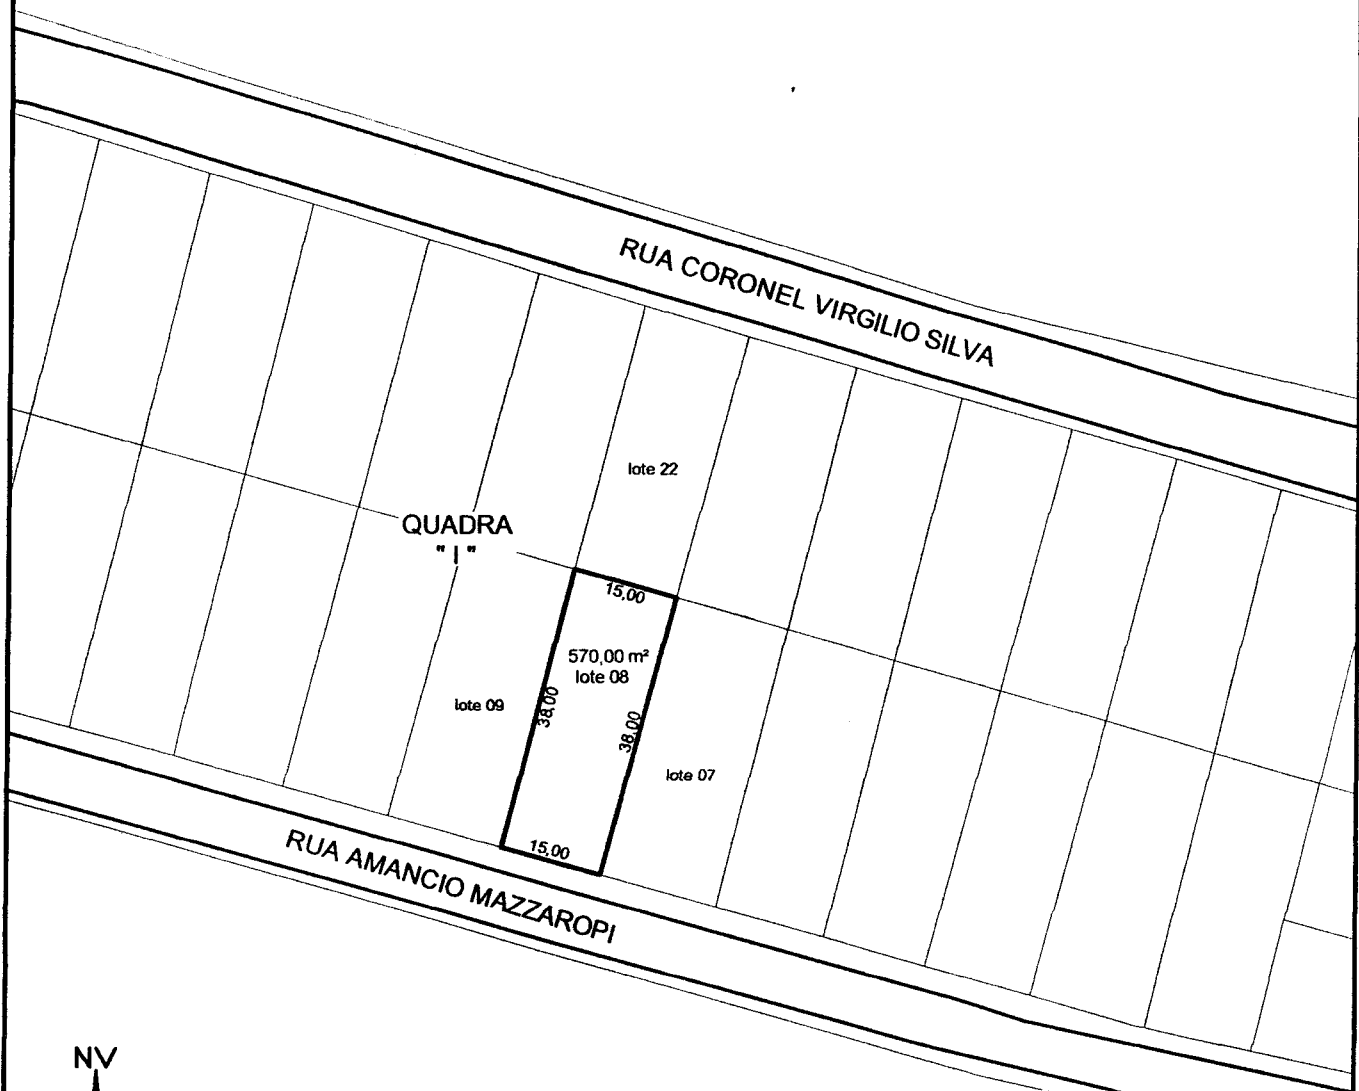 RUA CORONEL VIRGILIO SILVA
lote 22
QUADRA
" I "
15,00
570,00 m²
lote 08
lote 09
38,00
38,00
lote 07
15,00
RUA AMANCIO MAZZAROPI
NV